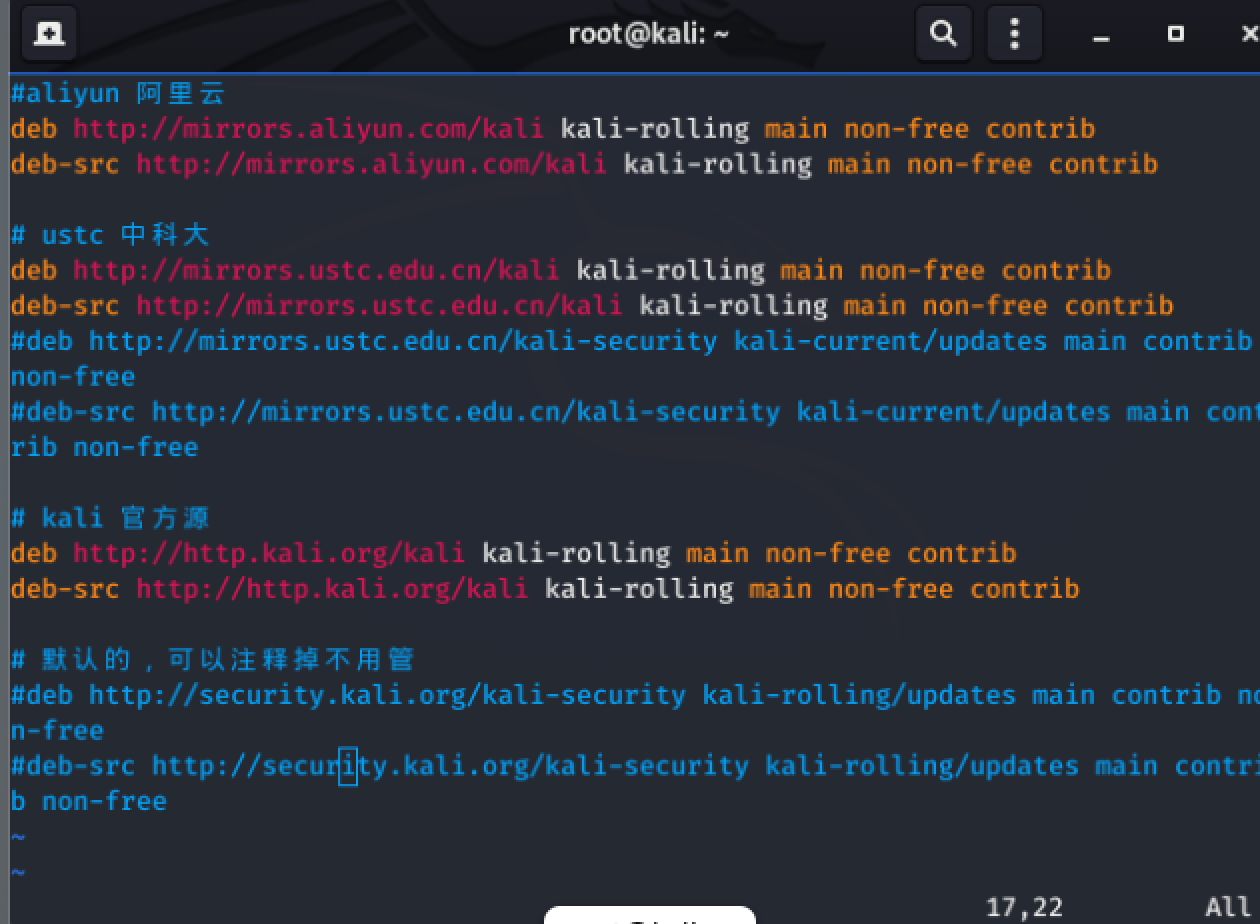 root@kali: ~
#aliyun 阿里云
deb http://mirrors.aliyun.com/kali kali-rolling main non-free contrib
deb-src http://mirrors.aliyun.com/kali kali-rolling main non-free contrib
# ustc 中科大
deb http://mirrors.ustc.edu.cn/kali kali-rolling main non-free contrib
deb-src http://mirrors.ustc.edu.cn/kali kali-rolling main non-free contrib
#deb http://mirrors.ustc.edu.cn/kali-security kali-current/updates main contrib
non-free
#deb-src http://mirrors.ustc.edu.cn/kali-security kali-current/updates main cont
rib non-free
# kali 官方源
deb http://http.kali.org/kali kali-rolling main non-free contrib
deb-src http://http.kali.org/kali kali-rolling main non-free contrib
# 默认的，可以注释掉不用管
#deb http://security.kali.org/kali-security kali-rolling/updates main contrib no
n-free
#deb-src http://security.kali.org/kali-security kali-rolling/updates main contri
b non-free
~
~
17,22 All